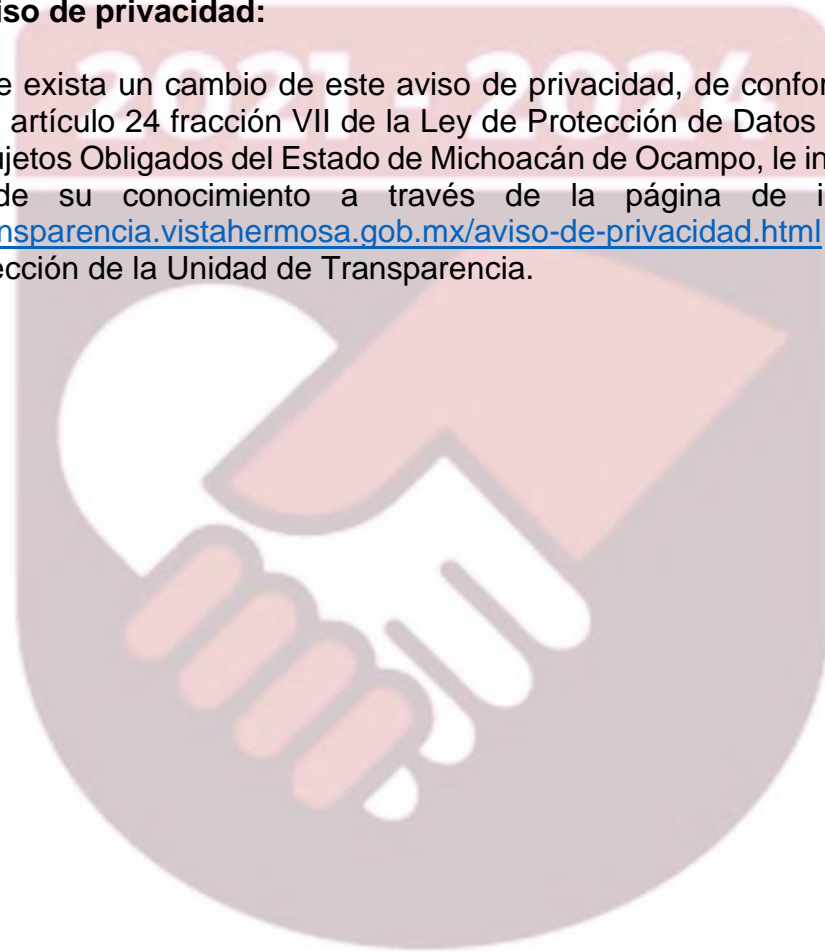 iso de privacidad:
2021 - 2024
e exista un cambio de este aviso de privacidad, de confor
artículo 24 fracción VII de la Ley de Protección de Datos
ujetos Obligados del Estado de Michoacán de Ocampo, le in
de su conocimiento a través de la página de i
nsparencia.vistahermosa.gob.mx/aviso-de-privacidad.html
ección de la Unidad de Transparencia.